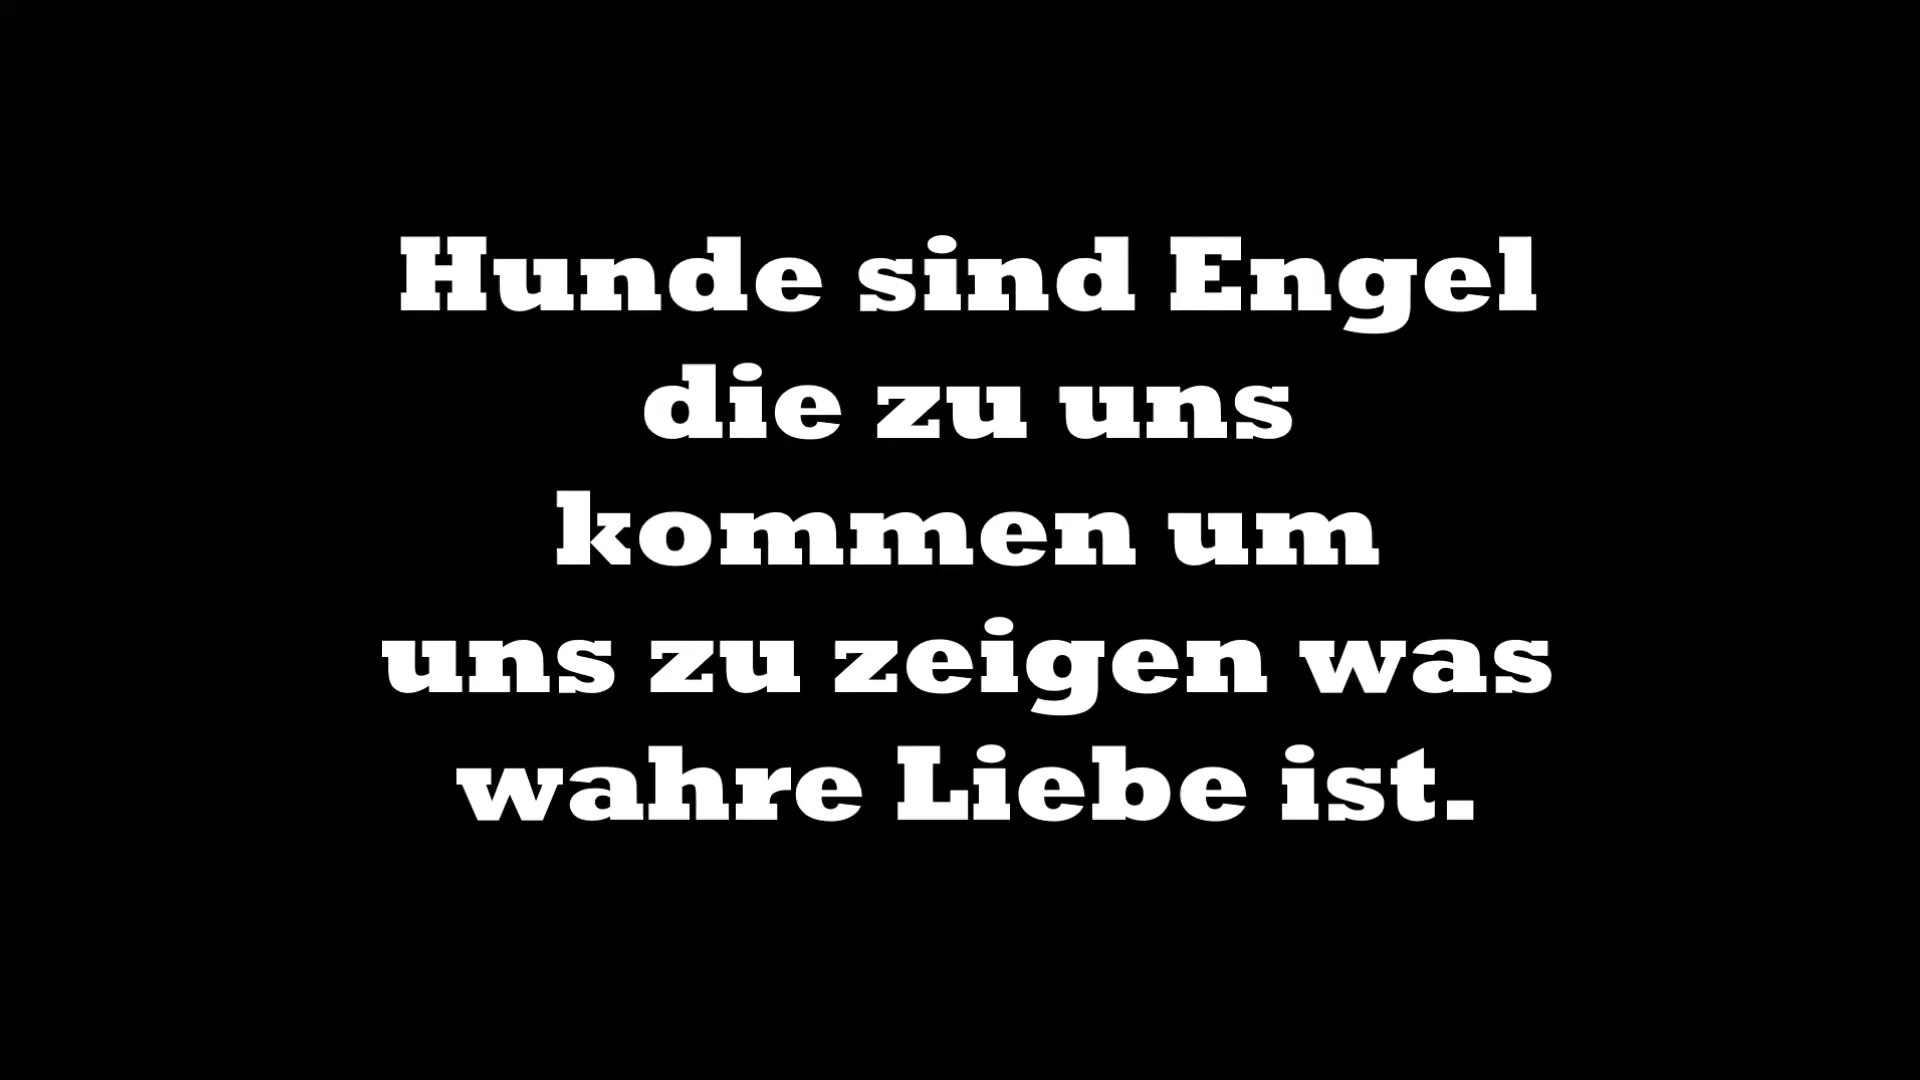 Hunde sind Engel
die zu uns
kommen um
uns zu zeigen was
wahre Liebe ist.